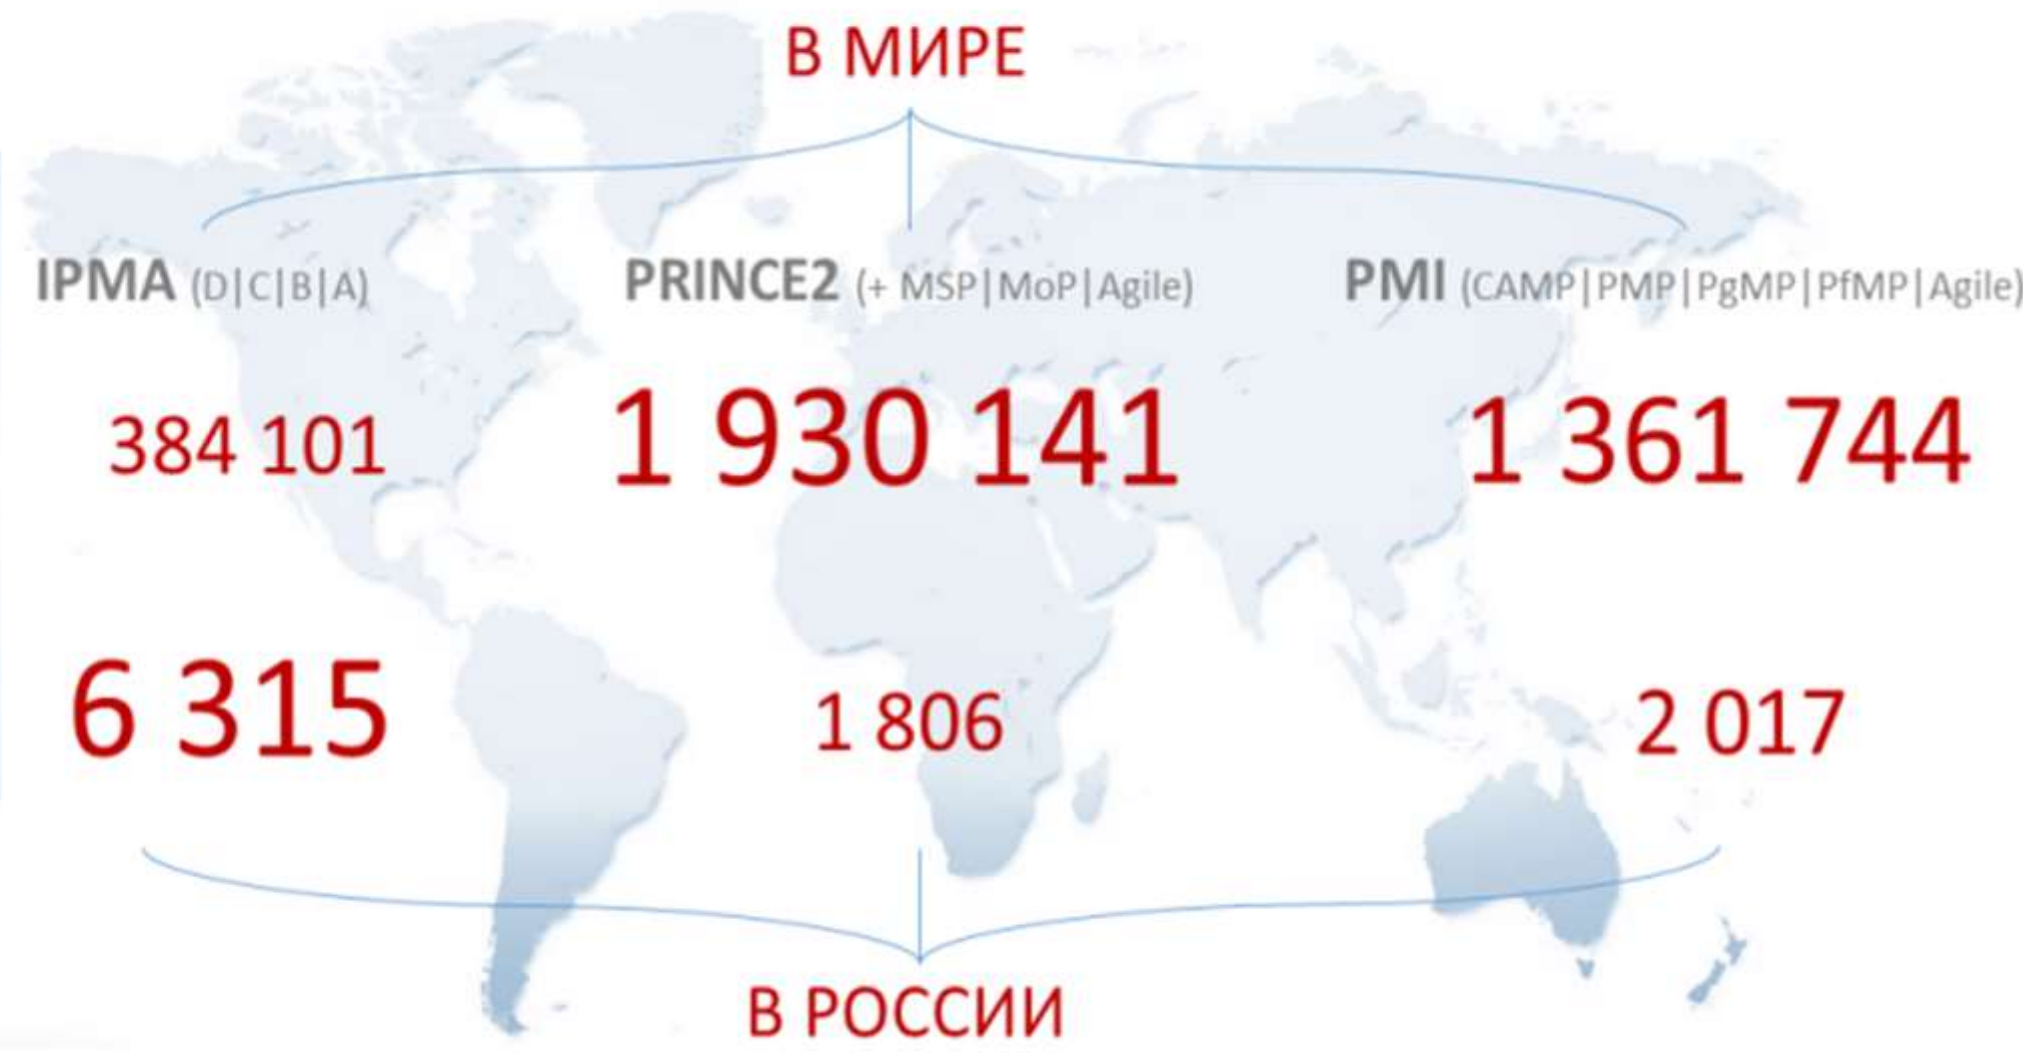 В МИРЕ
IPMA (D|C|B|A) PRINCE2 (+ MSP|MoP|Agile) PMI (CAMP|PMP|PgMP|PfMP|Agile)
384 101 1 930 141 1 361 744
6 315 1 806 2 017
В РОССИИ